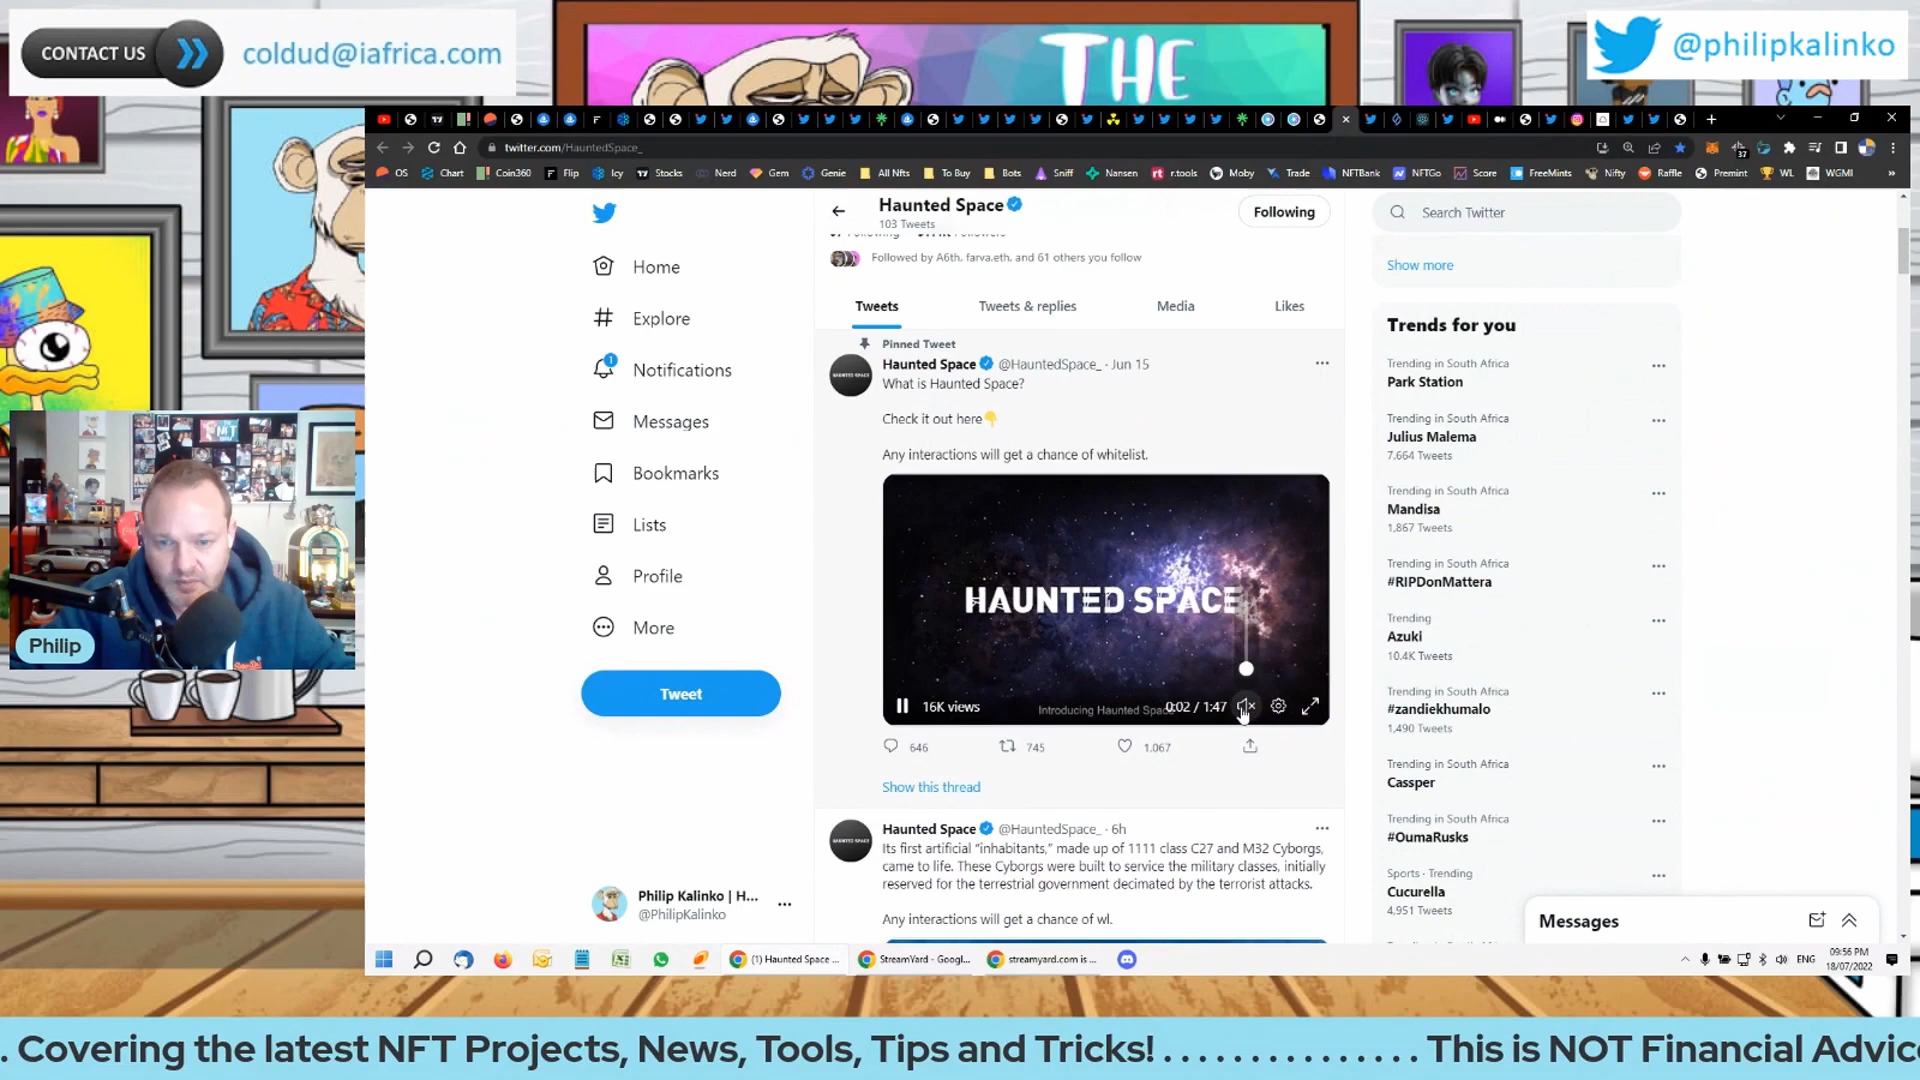 CONTACT US
coldud@iafrica.com
THE
@philipkalinko
twitter.com/HauntedSpace_
37
OS
Chart
Coin360
Flip
Icy
Stocks
Nerd
Gem
Genie
All Nfts
To Buy
Bots
Sniff
Nansen
r.tools
Moby
Trade
NFTBank
NFTGo
Score
FreeMints
Nifty
Raffle
Premint
WL
WGMI
Home
Explore
1
Notifications
Messages
Bookmarks
Lists
Profile
More
Tweet
Philip Kalinko | H...
@PhilipKalinko
Haunted Space
103 Tweets
Following
Followed by A6th, farva.eth, and 61 others you follow
Tweets
Tweets & replies
Media
Likes
Pinned Tweet
Haunted Space @HauntedSpace_ · Jun 15
What is Haunted Space?
Check it out here👇
Any interactions will get a chance of whitelist.
HAUNTED SPACE
16K views
Introducing Haunted Space
0:02 / 1:47
646
745
1.067
Show this thread
Haunted Space @HauntedSpace_ · 6h
Its first artificial “inhabitants,” made up of 1111 class C27 and M32 Cyborgs,
came to life. These Cyborgs were built to service the military classes, initially
reserved for the terrestrial government decimated by the terrorist attacks.
Any interactions will get a chance of wl.
Search Twitter
Show more
Trends for you
Trending in South Africa
Park Station
Trending in South Africa
Julius Malema
7.664 Tweets
Trending in South Africa
Mandisa
1,867 Tweets
Trending in South Africa
#RIPDonMattera
Trending
Azuki
10.4K Tweets
Trending in South Africa
#zandiekhumalo
1,490 Tweets
Trending in South Africa
Cassper
Trending in South Africa
#OumaRusks
Sports · Trending
Cucurella
4,951 Tweets
Messages
Philip
(1) Haunted Space ...
StreamYard - Googl...
streamyard.com is ...
ENG
09:56 PM
18/07/2022
. Covering the latest NFT Projects, News, Tools, Tips and Tricks! . . . . . . . . . . . . . . . This is NOT Financial Advice